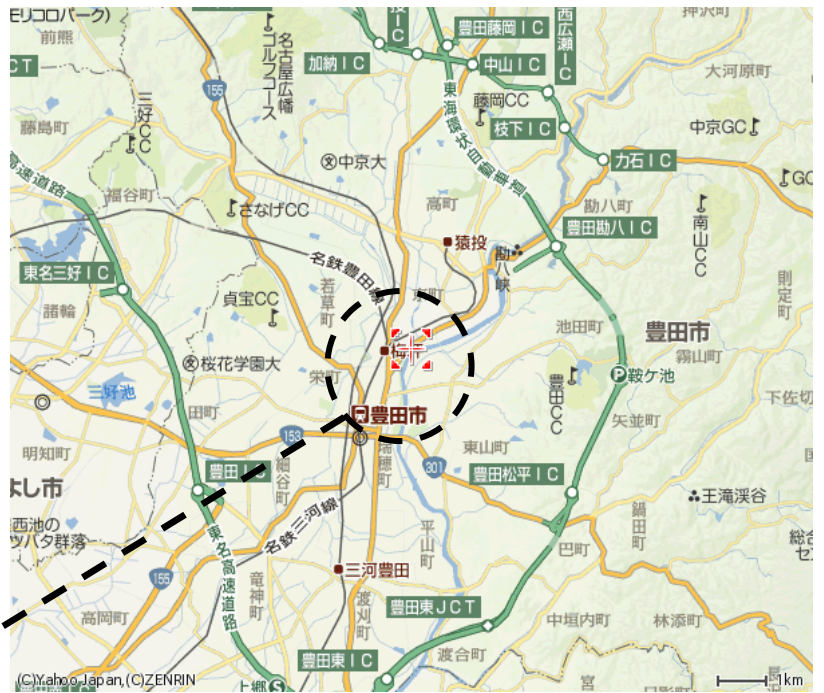 モリコロパーク)
前熊
155
名古屋広幡
ゴルフコース
加納IC
豊田藤岡IC
中山IC
西広瀬IC
押沢町
大河原町
藤島町
三好CC
中京大
藤岡CC
枝下IC
中京GC
力石IC
高速道路
福谷町
さなげCC
高町
東海環状自動車道
勘八町
GC
猿投
豊田勘八IC
南山CC
東名三好IC
名鉄豊田線
勘八峡
諸輪
貞宝CC
若草町
則定町
池田町
豊田市
霧山町
桜花学園大
栄町
豊田CC
鞍ケ池
三好池
田町
豊田市
矢並町
下佐切
153
明知町
東山町
よし市
豊田IC
細谷町
瑞穂町
301
豊田松平IC
西池の
ツバタ群落
名鉄三河線
王滝渓谷
平山町
鍋田町
東名高速道路
巴町
155
三河豊田
竜神町
高岡町
渡刈町
豊田東JCT
中垣内町
林添町
豊田東IC
渡合町
上郷
宮
(C)Yahoo Japan,(C)ZENRIN
1km